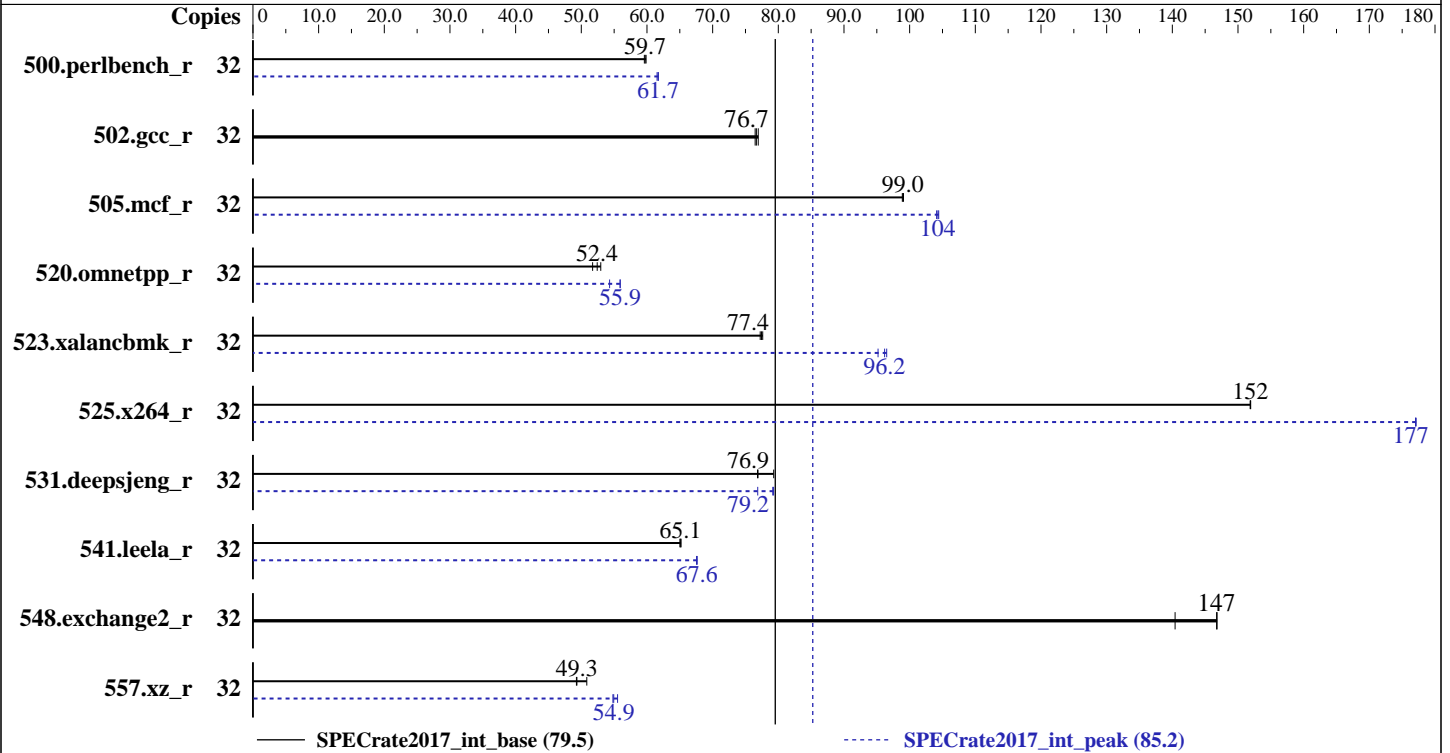 Copies 0 10.0 20.0 30.0 40.0 50.0 60.0 70.0 80.0 90.0 100 110 120 130 140 150 160 170 180
59.7
500.perlbench_r 32
61.7
76.7
502.gcc_r 32
99.0
505.mcf_r 32
104
52.4
520.omnetpp_r 32
55.9
77.4
523.xalancbmk_r 32
96.2
152
525.x264_r 32
177
76.9
531.deepsjeng_r 32
79.2
65.1
541.leela_r 32
67.6
147
548.exchange2_r 32
49.3
557.xz_r 32
54.9
SPECrate2017_int_base (79.5) SPECrate2017_int_peak (85.2)